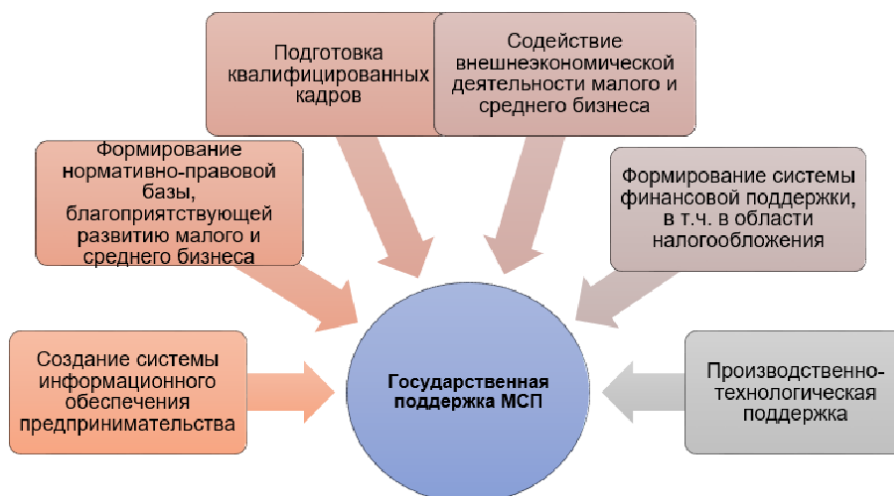 Подготовка
квалифицированных
кадров
Содействие
внешнеэкономической
деятельности малого и
среднего бизнеса
Формирование
нормативно-правовой
базы,
благоприятствующей
развитию малого и
среднего бизнеса
Формирование системы
финансовой поддержки,
в т.ч. в области
налогообложения
Создание системы
информационного
обеспечения
предпринимательства
Государственная
поддержка МСП
Производственно-
технологическая
поддержка